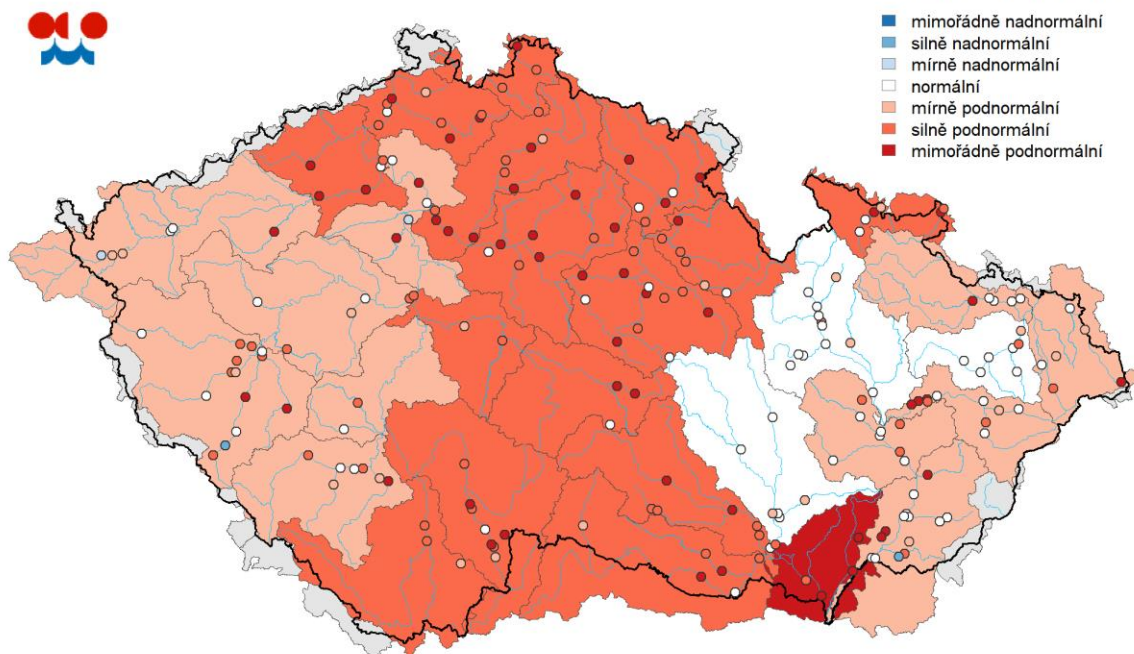 mimořádně nadnormální
silně nadnormální
mírně nadnormální
normální
mírně podnormální
silně podnormální
mimořádně podnormální